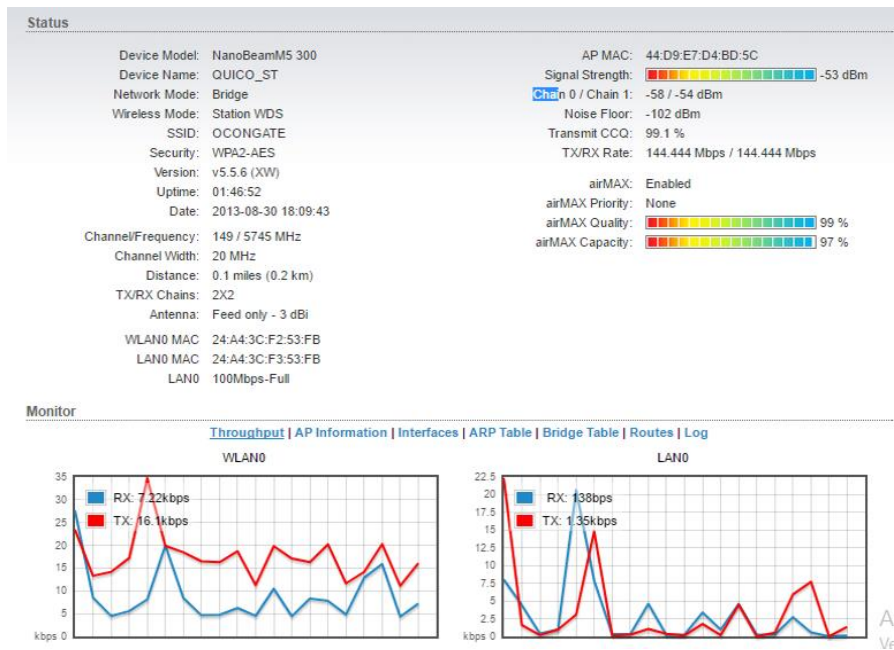 Status
Device Model: NanoBeamM5 300
Device Name: QUICO_ST
Network Mode: Bridge
Wireless Mode: Station WDS
SSID: OCONGATE
Security: WPA2-AES
Version: v5.5.6 (XW)
Uptime: 01:46:52
Date: 2013-08-30 18:09:43
Channel/Frequency: 149 / 5745 MHz
Channel Width: 20 MHz
Distance: 0.1 miles (0.2 km)
TX/RX Chains: 2X2
Antenna: Feed only - 3 dBi
WLAN0 MAC 24:A4:3C:F2:53:FB
LAN0 MAC 24:A4:3C:F3:53:FB
LAN0 100Mbps-Full
AP MAC: 44:D9:E7:D4:BD:5C
Signal Strength: -53 dBm
Chain 0 / Chain 1: -58 / -54 dBm
Noise Floor: -102 dBm
Transmit CCQ: 99.1 %
TX/RX Rate: 144.444 Mbps / 144.444 Mbps
airMAX: Enabled
airMAX Priority: None
airMAX Quality: 99 %
airMAX Capacity: 97 %
Monitor
Throughput | AP Information | Interfaces | ARP Table | Bridge Table | Routes | Log
WLAN0
35
30
25
20
15
10
5
kbps 0
RX: 7.22kbps
TX: 16.1kbps
LAN0
22.5
20
17.5
15
12.5
10
7.5
5
2.5
kbps 0
RX: 138bps
TX: 1.35kbps